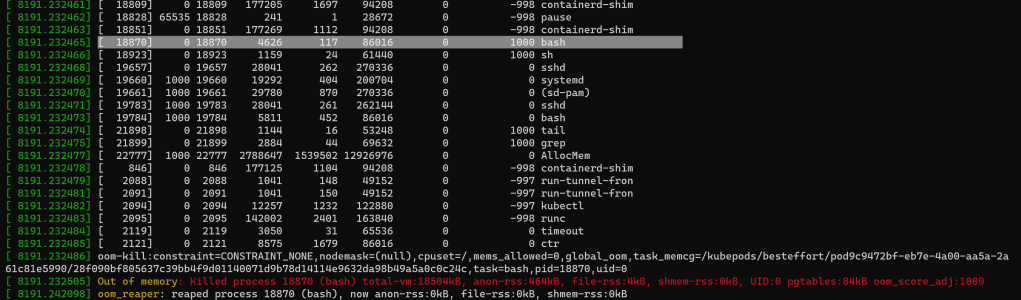 [ 8191.232461] [ 18809] 0 18809 177205 1697 94208 0 -998 containerd-shim
[ 8191.232462] [ 18828] 65535 18828 241 1 28672 0 -998 pause
[ 8191.232463] [ 18851] 0 18851 177269 1112 94208 0 -998 containerd-shim
[ 8191.232465] [ 18870] 0 18870 4626 117 86016 0 1000 bash
[ 8191.232466] [ 18923] 0 18923 1159 24 61440 0 1000 sh
[ 8191.232468] [ 19657] 0 19657 28041 262 270336 0 0 sshd
[ 8191.232469] [ 19660] 1000 19660 19292 404 200704 0 0 systemd
[ 8191.232470] [ 19661] 1000 19661 29780 870 270336 0 0 (sd-pam)
[ 8191.232471] [ 19783] 1000 19783 28041 261 262144 0 0 sshd
[ 8191.232473] [ 19784] 1000 19784 5811 452 86016 0 0 bash
[ 8191.232474] [ 21898] 0 21898 1144 16 53248 0 1000 tail
[ 8191.232476] [ 21899] 0 21899 2884 44 69632 0 1000 grep
[ 8191.232477] [ 22777] 1000 22777 2788647 1539502 12926976 0 0 AllocMem
[ 8191.232478] [ 846] 0 846 177125 1104 94208 0 -998 containerd-shim
[ 8191.232479] [ 2088] 0 2088 1041 148 49152 0 -997 run-tunnel-fron
[ 8191.232481] [ 2091] 0 2091 1041 150 49152 0 -997 run-tunnel-fron
[ 8191.232482] [ 2094] 0 2094 12257 1232 122880 0 -997 kubectl
[ 8191.232483] [ 2095] 0 2095 142002 2401 163840 0 -998 runc
[ 8191.232484] [ 2119] 0 2119 3050 31 65536 0 0 timeout
[ 8191.232485] [ 2121] 0 2121 8575 1679 86016 0 0 ctr
[ 8191.232486] oom-kill:constraint=CONSTRAINT_NONE,nodemask=(null),cpuset=/,mems_allowed=0,global_oom,task_memcg=/kubepods/besteffort/pod9c9472bf-eb7e-4a00-aa5a-2a
61c81e5990/28f090bf805637c39bb4f9d01140071d9b78d14114e9632da98b49a5a0c0c24c,task=bash,pid=18870,uid=0
[ 8191.232505] Out of memory: Killed process 18870 (bash) total-vm:18504kB, anon-rss:464kB, file-rss:4kB, shmem-rss:0kB, UID:0 pgtables:84kB oom_score_adj:1000
[ 8191.242098] oom_reaper: reaped process 18870 (bash), now anon-rss:0kB, file-rss:0kB, shmem-rss:0kB